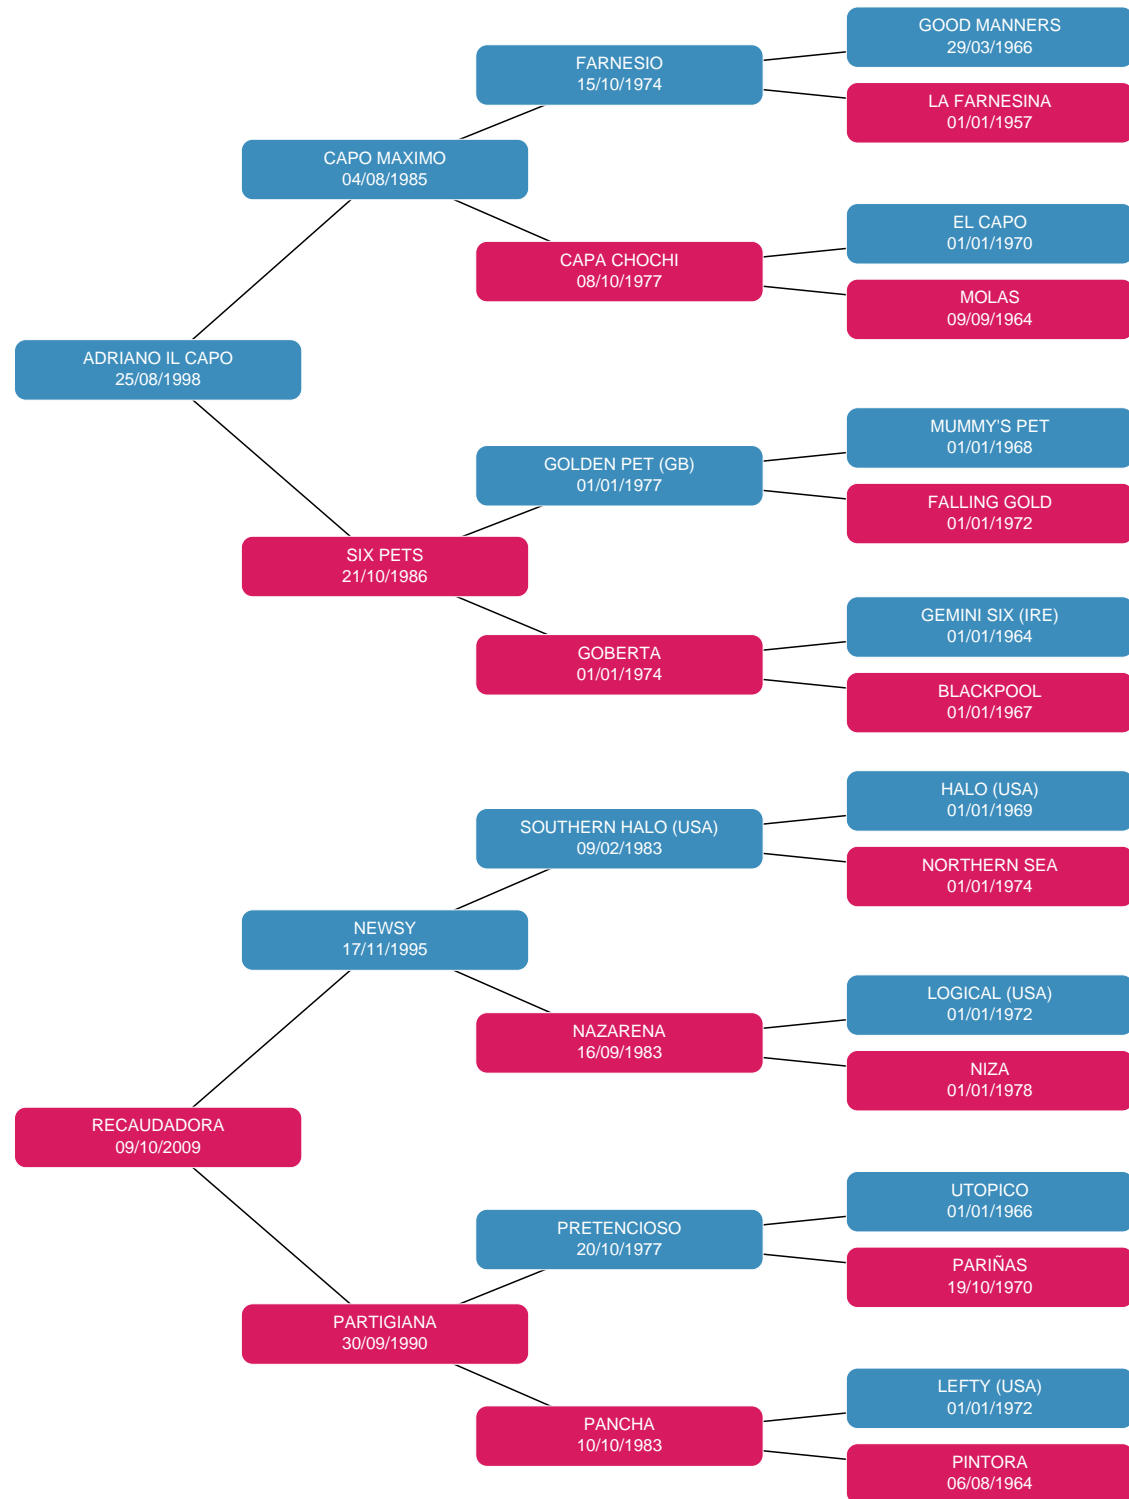 GOOD MANNERS
29/03/1966
FARNESIO
15/10/1974
LA FARNESINA
01/01/1957
CAPO MAXIMO
04/08/1985
EL CAPO
01/01/1970
CAPA CHOCHI
08/10/1977
MOLAS
09/09/1964
ADRIANO IL CAPO
25/08/1998
MUMMY'S PET
01/01/1968
GOLDEN PET (GB)
01/01/1977
FALLING GOLD
01/01/1972
SIX PETS
21/10/1986
GEMINI SIX (IRE)
01/01/1964
GOBERTA
01/01/1974
BLACKPOOL
01/01/1967
HALO (USA)
01/01/1969
SOUTHERN HALO (USA)
09/02/1983
NORTHERN SEA
01/01/1974
NEWSY
17/11/1995
LOGICAL (USA)
01/01/1972
NAZARENA
16/09/1983
NIZA
01/01/1978
RECAUDADORA
09/10/2009
UTOPICO
01/01/1966
PRETENCIOSO
20/10/1977
PARIÑAS
19/10/1970
PARTIGIANA
30/09/1990
LEFTY (USA)
01/01/1972
PANCHA
10/10/1983
PINTORA
06/08/1964